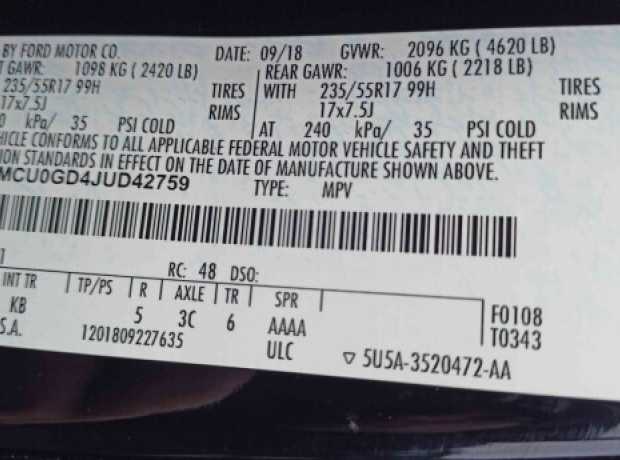 BY FORD MOTOR CO. DATE: 09/18 GVWR: 2096 KG ( 4620 LB)
GAWR: 1098 KG ( 2420 LB) REAR GAWR: 1006 KG ( 2218 LB)
235/55R17 99H TIRES WITH 235/55R17 99H TIRES
17x7.5J RIMS 17x7.5J RIMS
kPa/ 35 PSI COLD AT 240 kPa/ 35 PSI COLD
CONFORMS TO ALL APPLICABLE FEDERAL MOTOR VEHICLE SAFETY AND THEFT
STANDARDS IN EFFECT ON THE DATE OF MANUFACTURE SHOWN ABOVE.
MCU0GD4JUD42759 TYPE: MPV
RC: 48 DSO:
INT TR TP/PS R AXLE TR SPR
KB 5 3C 6 AAAA F0108
S.A. 1201809227635 ULC T0343
▽ 5U5A-3520472-AA